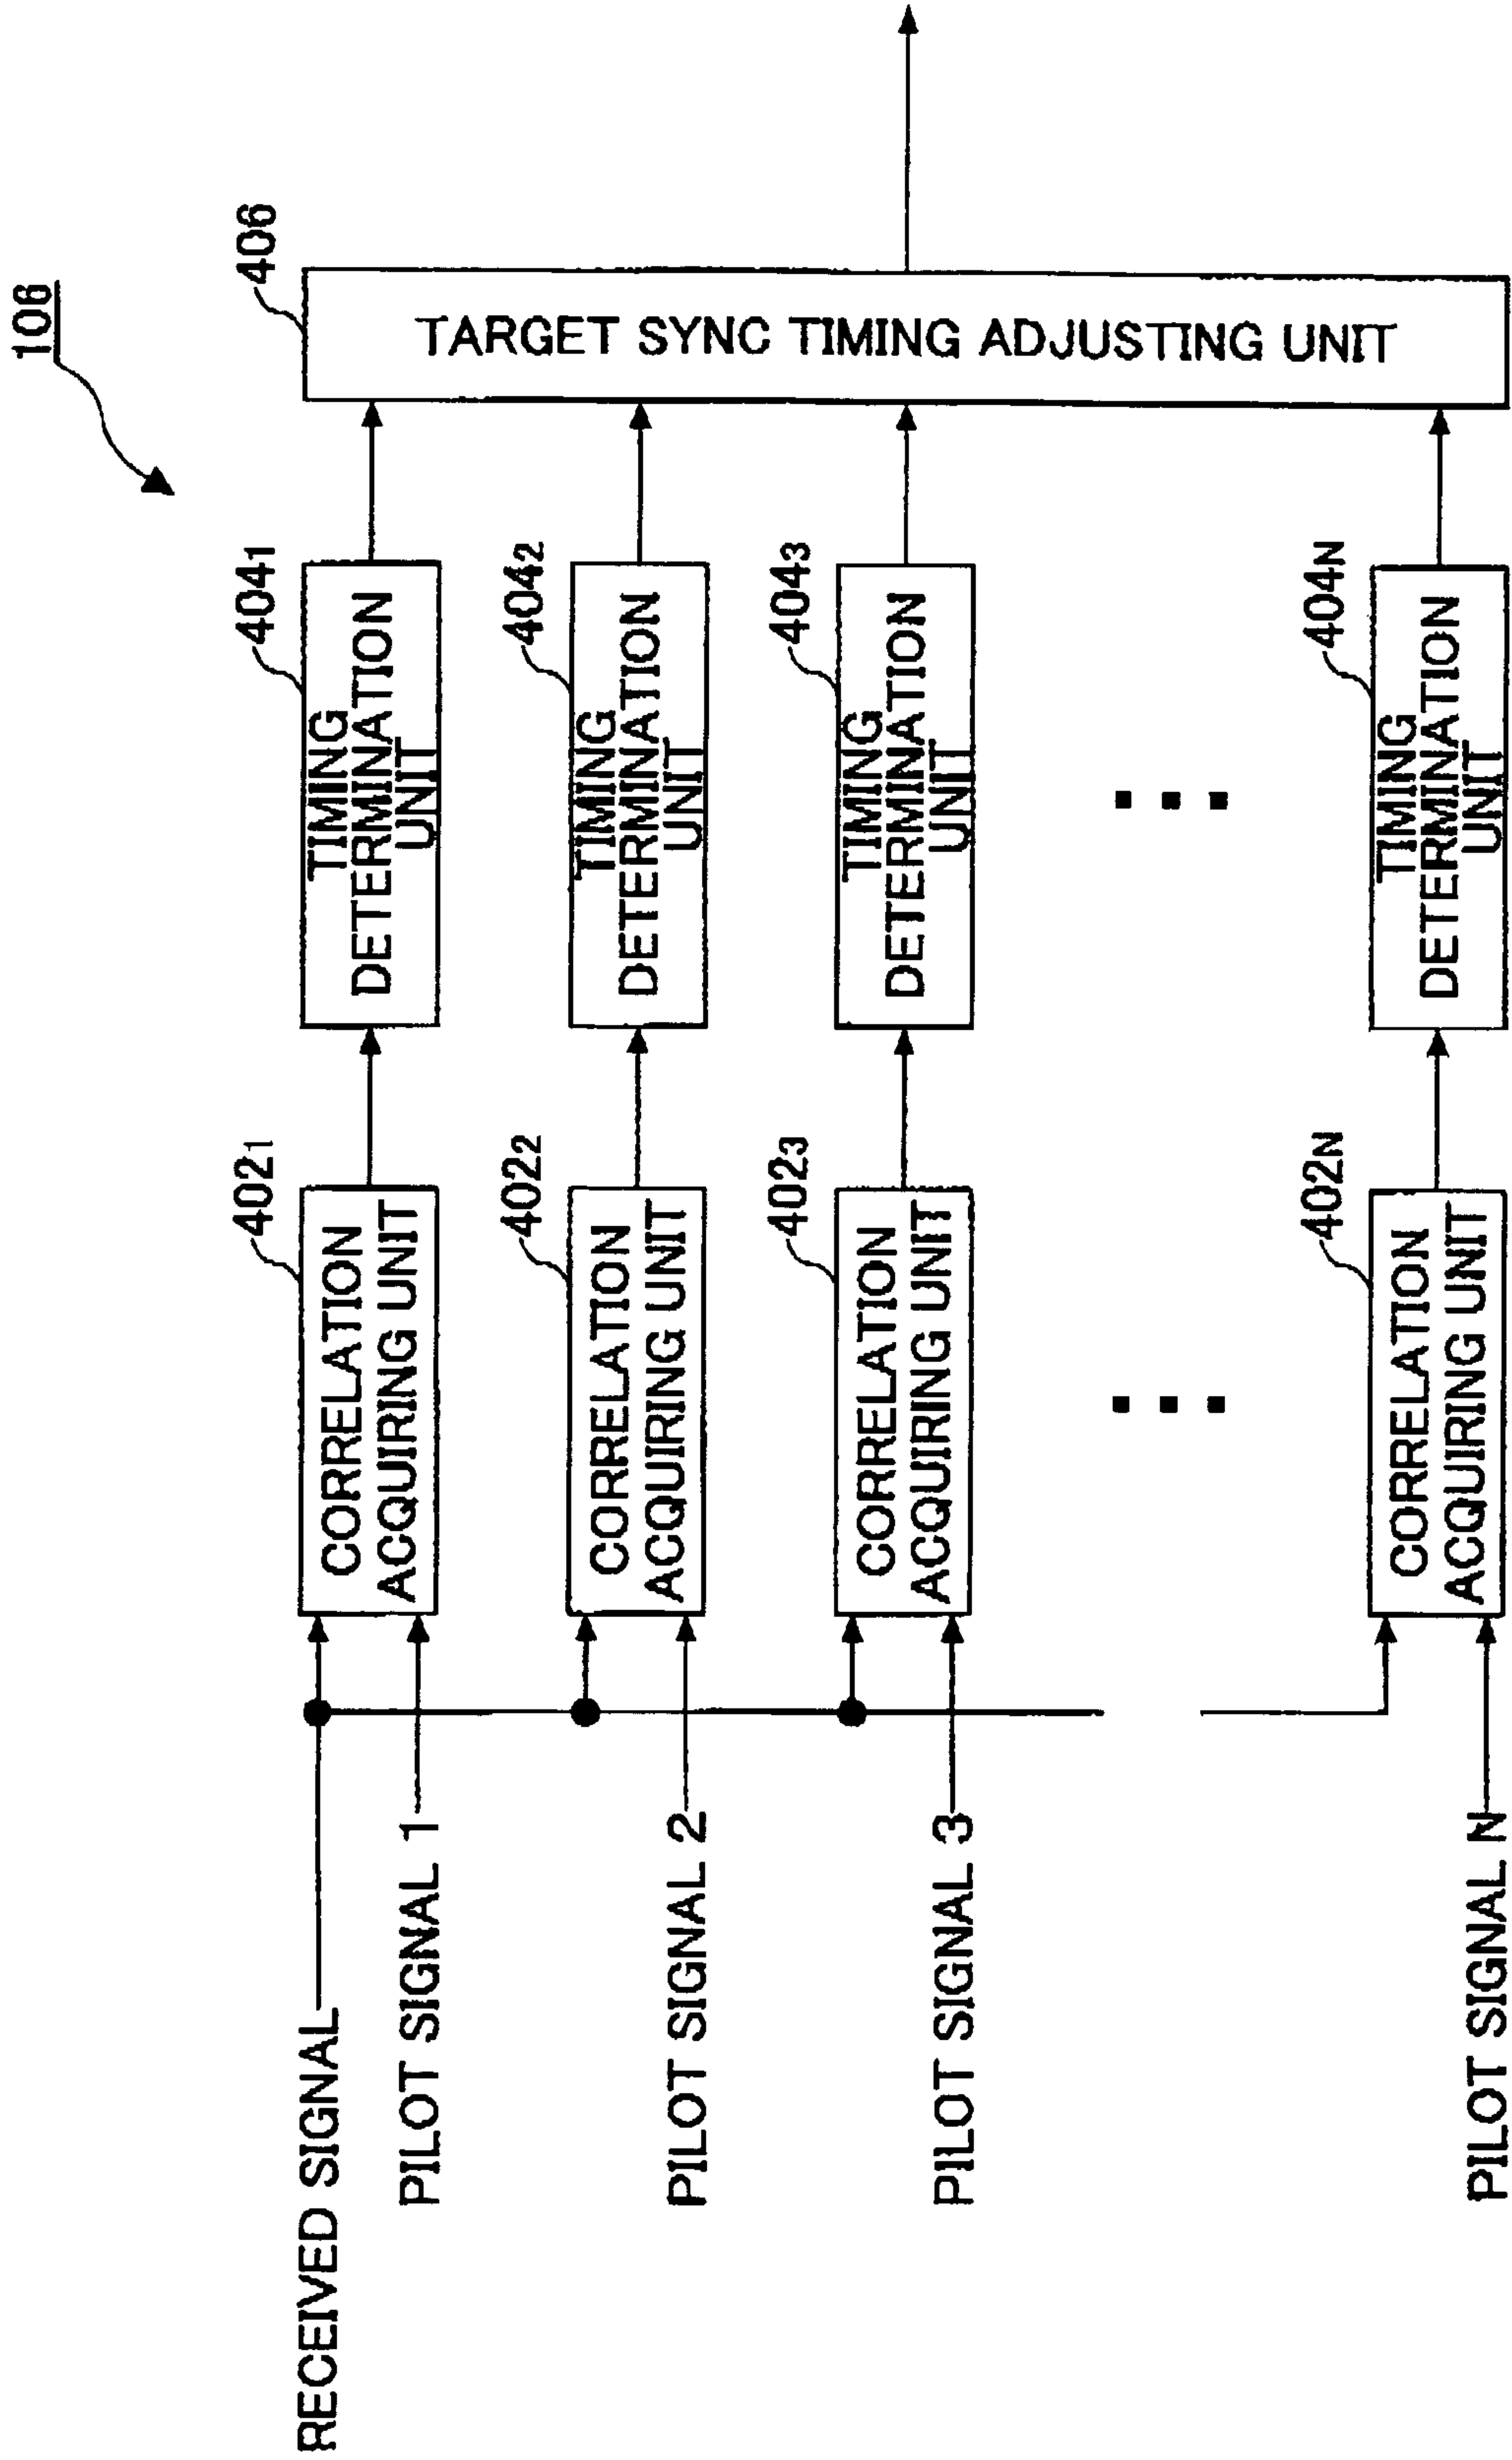 106
406
TARGET SYNC TIMING ADJUSTING UNIT
404₁
TIMING
DETERMINATION
UNIT
404₂
TIMING
DETERMINATION
UNIT
404₃
TIMING
DETERMINATION
UNIT
404N
TIMING
DETERMINATION
UNIT
402₁
CORRELATION
ACQUIRING UNIT
402₂
CORRELATION
ACQUIRING UNIT
402₃
CORRELATION
ACQUIRING UNIT
402N
CORRELATION
ACQUIRING UNIT
RECEIVED SIGNAL
PILOT SIGNAL 1
PILOT SIGNAL 2
PILOT SIGNAL 3
PILOT SIGNAL N